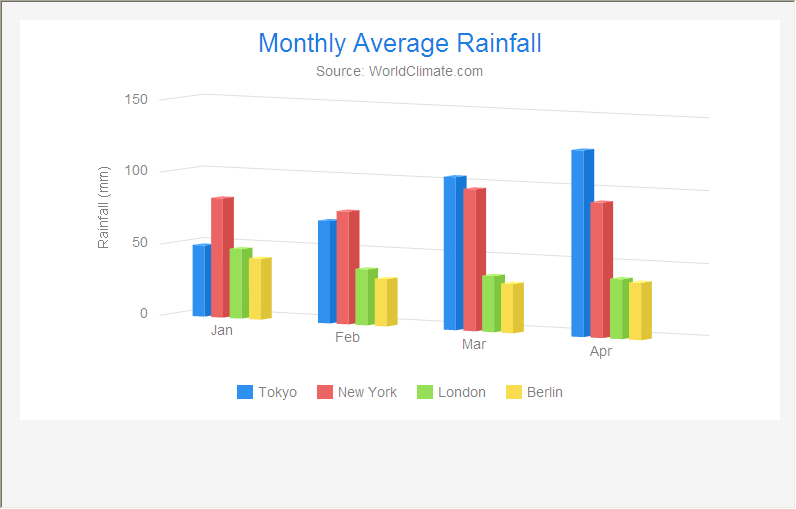 Monthly Average Rainfall
Source: WorldClimate.com
150
100
50
0
Rainfall (mm)
Jan
Feb
Mar
Apr
Tokyo New York London Berlin